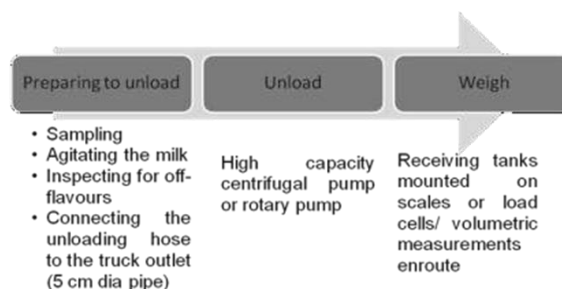 Preparing to unload
Unload
Weigh
• Sampling
• Agitating the milk
• Inspecting for off-
flavours
• Connecting the
unloading hose
to the truck outlet
(5 cm dia pipe)
High capacity
centrifugal pump
or rotary pump
Receiving tanks
mounted on
scales or load
cells/ volumetric
measurements
enroute